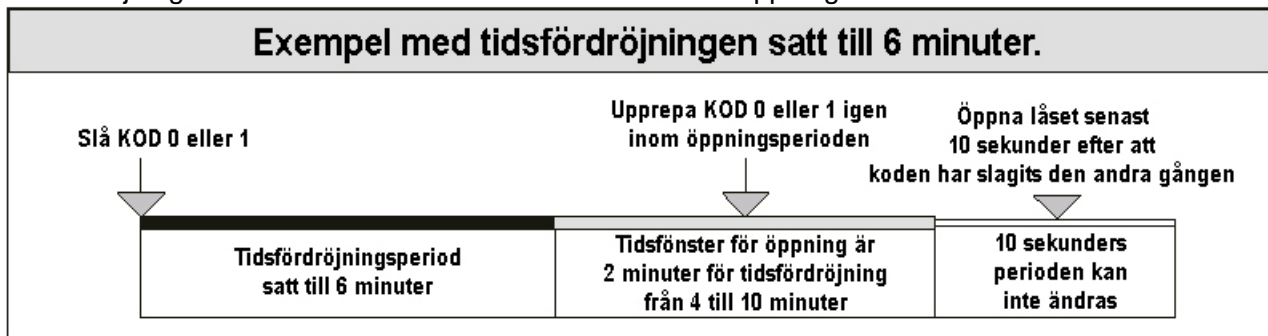 Exempel med tidsfördröjningen satt till 6 minuter.
Slå KOD 0 eller 1
Upprepa KOD 0 eller 1 igen
inom öppningsperioden
Öppna låset senast
10 sekunder efter att
koden har slagits den andra gången
Tidsfördröjningsperiod
satt till 6 minuter
Tidsfönster för öppning är
2 minuter för tidsfördröjning
från 4 till 10 minuter
10 sekunders
perioden kan
inte ändras